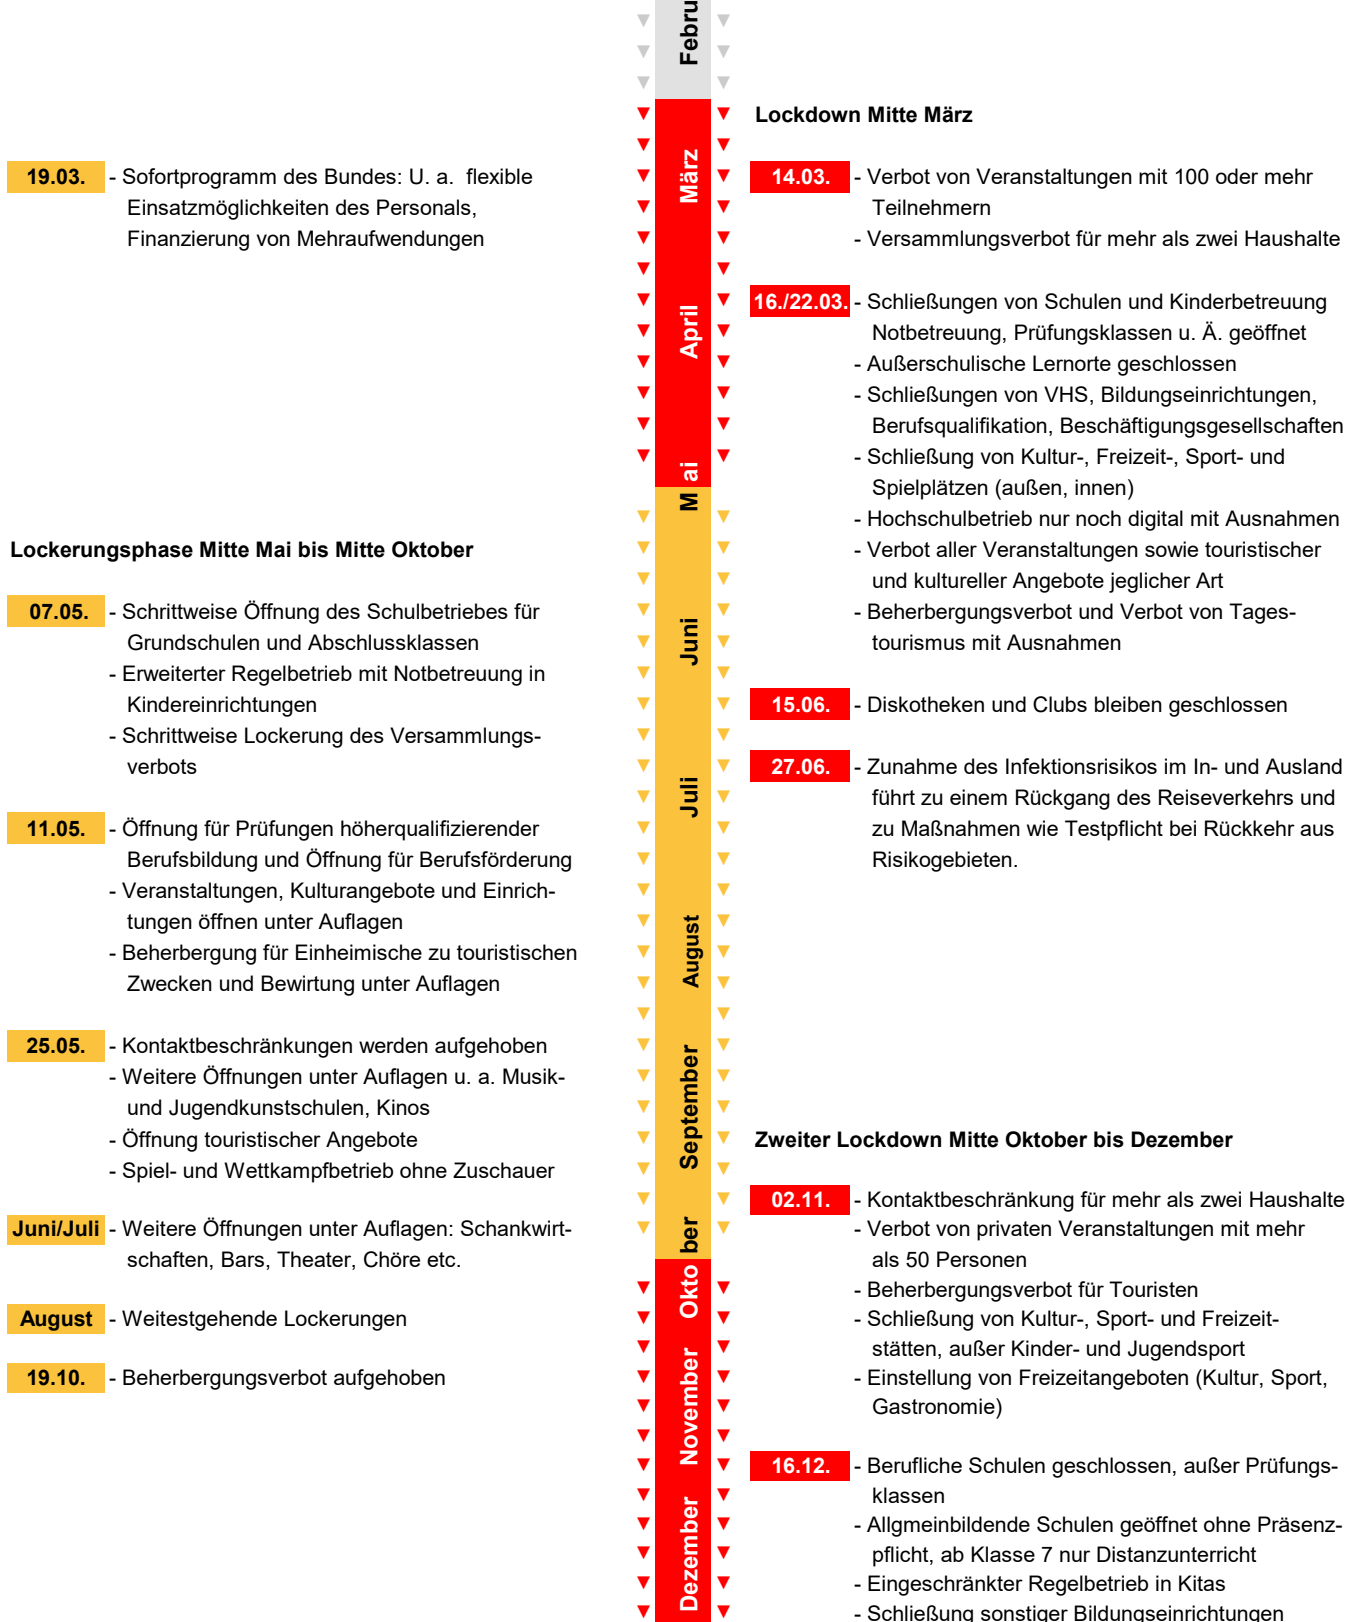 Febru
März
April
Mai
Juni
Juli
August
September
Oktober
November
Dezember
19.03. - Sofortprogramm des Bundes: U. a. flexible
Einsatzmöglichkeiten des Personals,
Finanzierung von Mehraufwendungen
Lockerungsphase Mitte Mai bis Mitte Oktober
07.05. - Schrittweise Öffnung des Schulbetriebes für
Grundschulen und Abschlussklassen
- Erweiterter Regelbetrieb mit Notbetreuung in
Kindereinrichtungen
- Schrittweise Lockerung des Versammlungs-
verbots
11.05. - Öffnung für Prüfungen höherqualifizierender
Berufsbildung und Öffnung für Berufsförderung
- Veranstaltungen, Kulturangebote und Einrich-
tungen öffnen unter Auflagen
- Beherbergung für Einheimische zu touristischen
Zwecken und Bewirtung unter Auflagen
25.05. - Kontaktbeschränkungen werden aufgehoben
- Weitere Öffnungen unter Auflagen u. a. Musik-
und Jugendkunstschulen, Kinos
- Öffnung touristischer Angebote
- Spiel- und Wettkampfbetrieb ohne Zuschauer
Juni/Juli - Weitere Öffnungen unter Auflagen: Schankwirt-
schaften, Bars, Theater, Chöre etc.
August - Weitestgehende Lockerungen
19.10. - Beherbergungsverbot aufgehoben
Lockdown Mitte März
14.03. - Verbot von Veranstaltungen mit 100 oder mehr
Teilnehmern
- Versammlungsverbot für mehr als zwei Haushalte
16./22.03. - Schließungen von Schulen und Kinderbetreuung
Notbetreuung, Prüfungsklassen u. Ä. geöffnet
- Außerschulische Lernorte geschlossen
- Schließungen von VHS, Bildungseinrichtungen,
Berufsqualifikation, Beschäftigungsgesellschaften
- Schließung von Kultur-, Freizeit-, Sport- und
Spielplätzen (außen, innen)
- Hochschulbetrieb nur noch digital mit Ausnahmen
- Verbot aller Veranstaltungen sowie touristischer
und kultureller Angebote jeglicher Art
- Beherbergungsverbot und Verbot von Tages-
tourismus mit Ausnahmen
15.06. - Diskotheken und Clubs bleiben geschlossen
27.06. - Zunahme des Infektionsrisikos im In- und Ausland
führt zu einem Rückgang des Reiseverkehrs und
zu Maßnahmen wie Testpflicht bei Rückkehr aus
Risikogebieten.
Zweiter Lockdown Mitte Oktober bis Dezember
02.11. - Kontaktbeschränkung für mehr als zwei Haushalte
- Verbot von privaten Veranstaltungen mit mehr
als 50 Personen
- Beherbergungsverbot für Touristen
- Schließung von Kultur-, Sport- und Freizeit-
stätten, außer Kinder- und Jugendsport
- Einstellung von Freizeitangeboten (Kultur, Sport,
Gastronomie)
16.12. - Berufliche Schulen geschlossen, außer Prüfungs-
klassen
- Allgmeinbildende Schulen geöffnet ohne Präsenz-
pflicht, ab Klasse 7 nur Distanzunterricht
- Eingeschränkter Regelbetrieb in Kitas
- Schließung sonstiger Bildungseinrichtungen